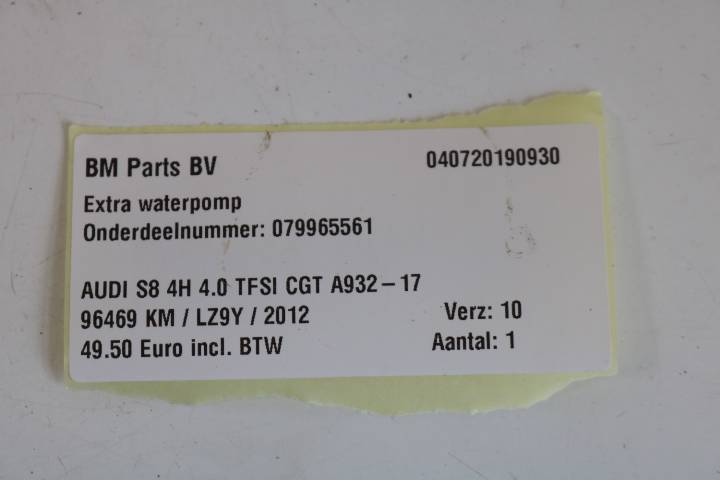 BM Parts BV 040720190930
Extra waterpomp
Onderdeelnummer: 079965561
AUDI S8 4H 4.0 TFSI CGT A932-17
96469 KM / LZ9Y / 2012 Verz: 10
49.50 Euro incl. BTW Aantal: 1